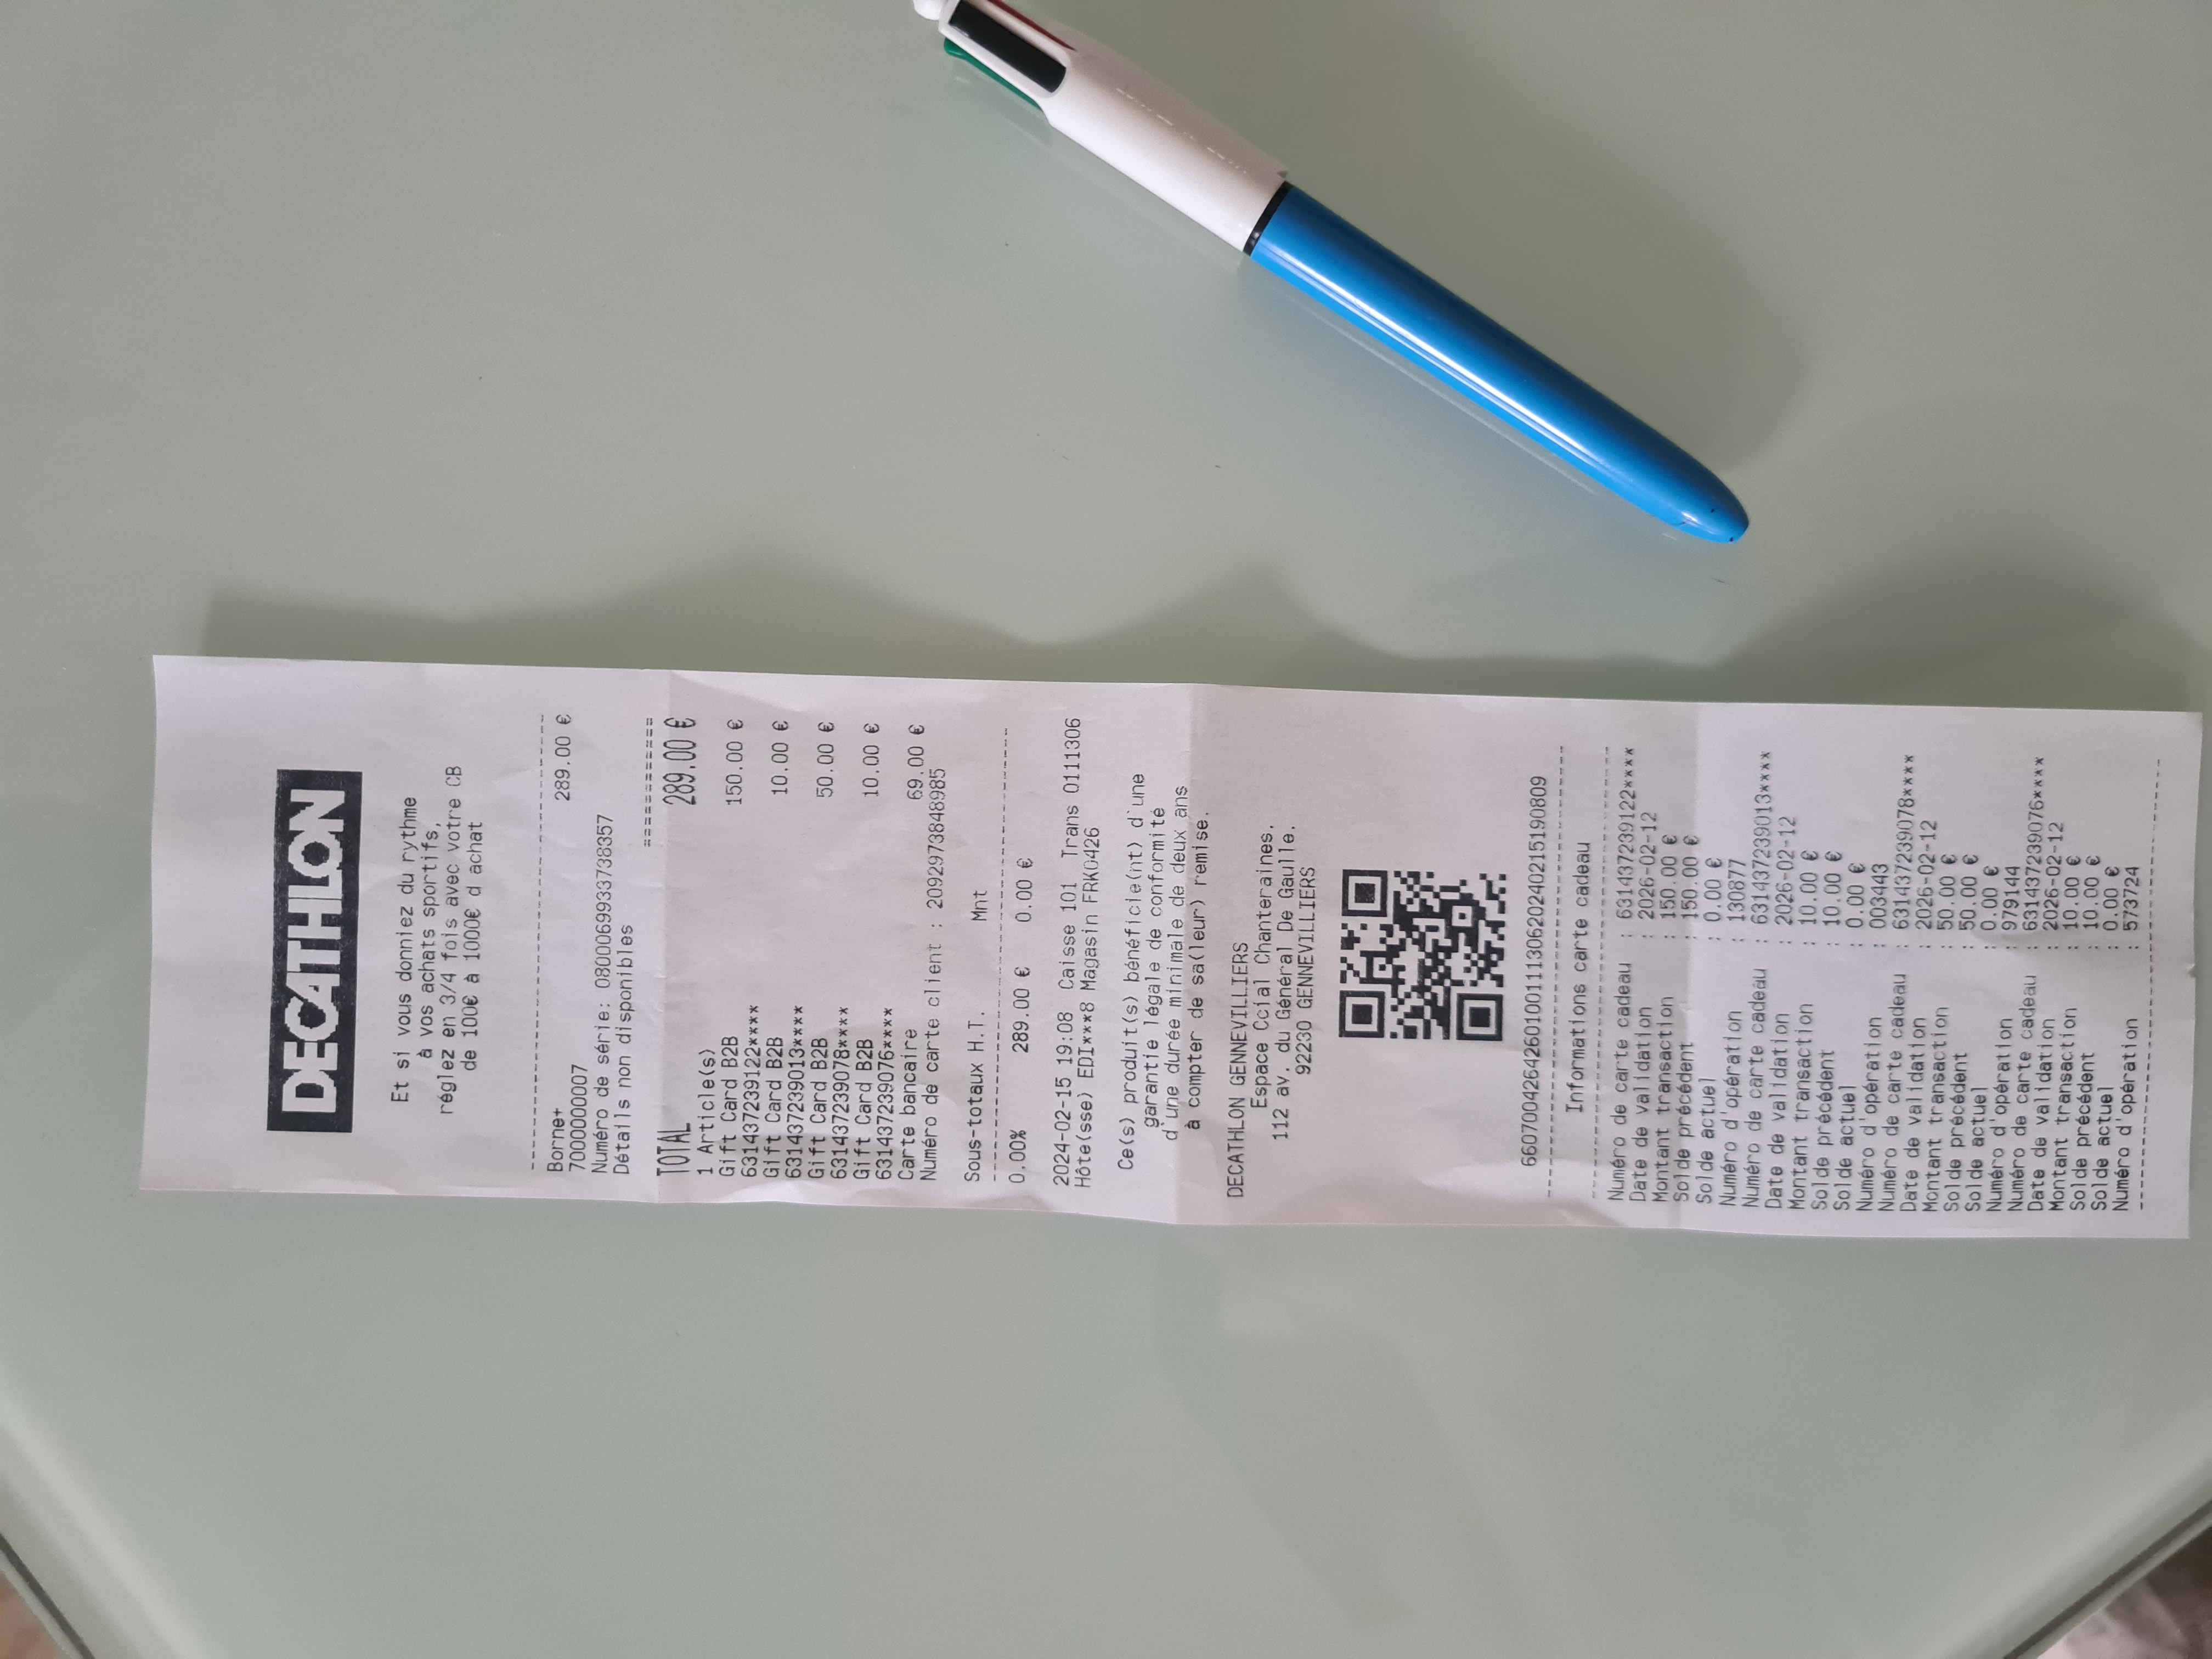 DECATHLON
Et si vous donniez du rythme
à vos achats sportifs,
réglez en 3/4 fois avec votre CB
de 100€ à 1000€ d achat
Borne+ 289.00 €
7000000007
Numéro de série: 0800069933738357
Détails non disponibles
TOTAL 289.00 €
1 Article(s)
Gift Card B2B 150.00 €
631437239122****
Gift Card B2B 10.00 €
631437239013****
Gift Card B2B 50.00 €
631437239078****
Gift Card B2B 10.00 €
631437239076****
Carte bancaire 69.00 €
Numéro de carte client : 2092973848985
Sous-totaux H.T. Mnt
0.00% 289.00 € 0.00 €
2024-02-15 19:08 Caisse 101 Trans 0111306
Hôte(sse) EDI***8 Magasin FRK0426
Ce(s) produit(s) bénéficie(nt) d`une
garantie légale de conformité
d`une durée minimale de deux ans
à compter de sa(leur) remise.
DECATHLON GENNEVILLIERS
Espace Ccial Chanteraines.
112 av. du Général De Gaulle.
92230 GENNEVILLIERS
660700426426010011130620240215190809
Informations carte cadeau
Numéro de carte cadeau : 631437239122****
Date de validation : 2026-02-12
Montant transaction : 150.00 €
Solde précédent : 150.00 €
Solde actuel : 0.00 €
Numéro d'opération : 130877
Numéro de carte cadeau : 631437239013****
Date de validation : 2026-02-12
Montant transaction : 10.00 €
Solde précédent : 10.00 €
Solde actuel : 0.00 €
Numéro d'opération : 003443
Numéro de carte cadeau : 631437239078****
Date de validation : 2026-02-12
Montant transaction : 50.00 €
Solde précédent : 50.00 €
Solde actuel : 0.00 €
Numéro d'opération : 979144
Numéro de carte cadeau : 631437239076****
Date de validation : 2026-02-12
Montant transaction : 10.00 €
Solde précédent : 10.00 €
Solde actuel : 0.00 €
Numéro d'opération : 573724